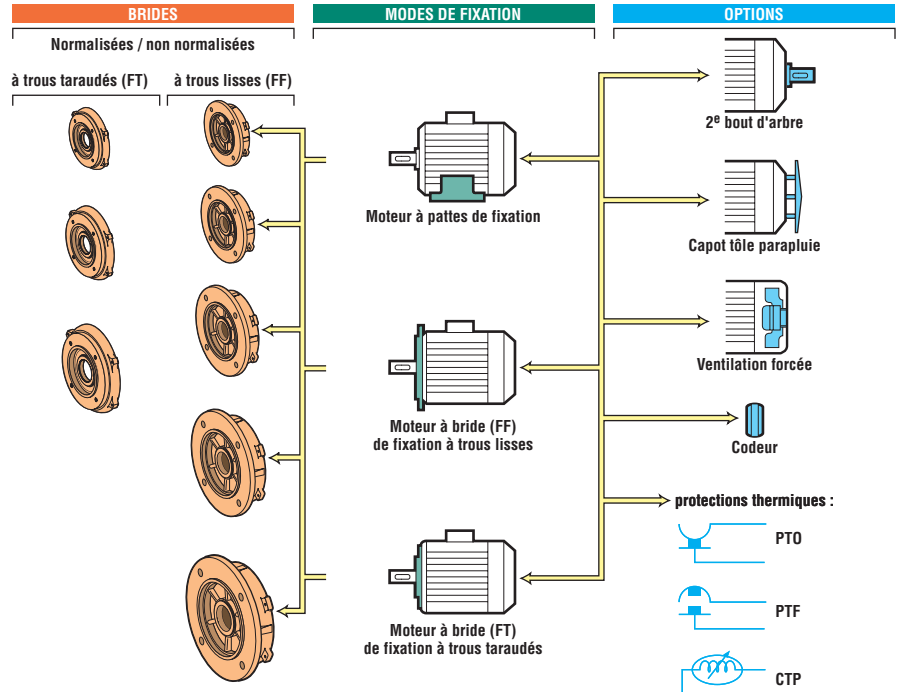 BRIDES
Normalisées / non normalisées
à trous taraudés (FT)
à trous lisses (FF)
MODES DE FIXATION
Moteur à pattes de fixation
Moteur à bride (FF)
de fixation à trous lisses
Moteur à bride (FT)
de fixation à trous taraudés
OPTIONS
2e bout d'arbre
Capot tôle parapluie
Ventilation forcée
Codeur
protections thermiques :
PTO
PTF
CTP